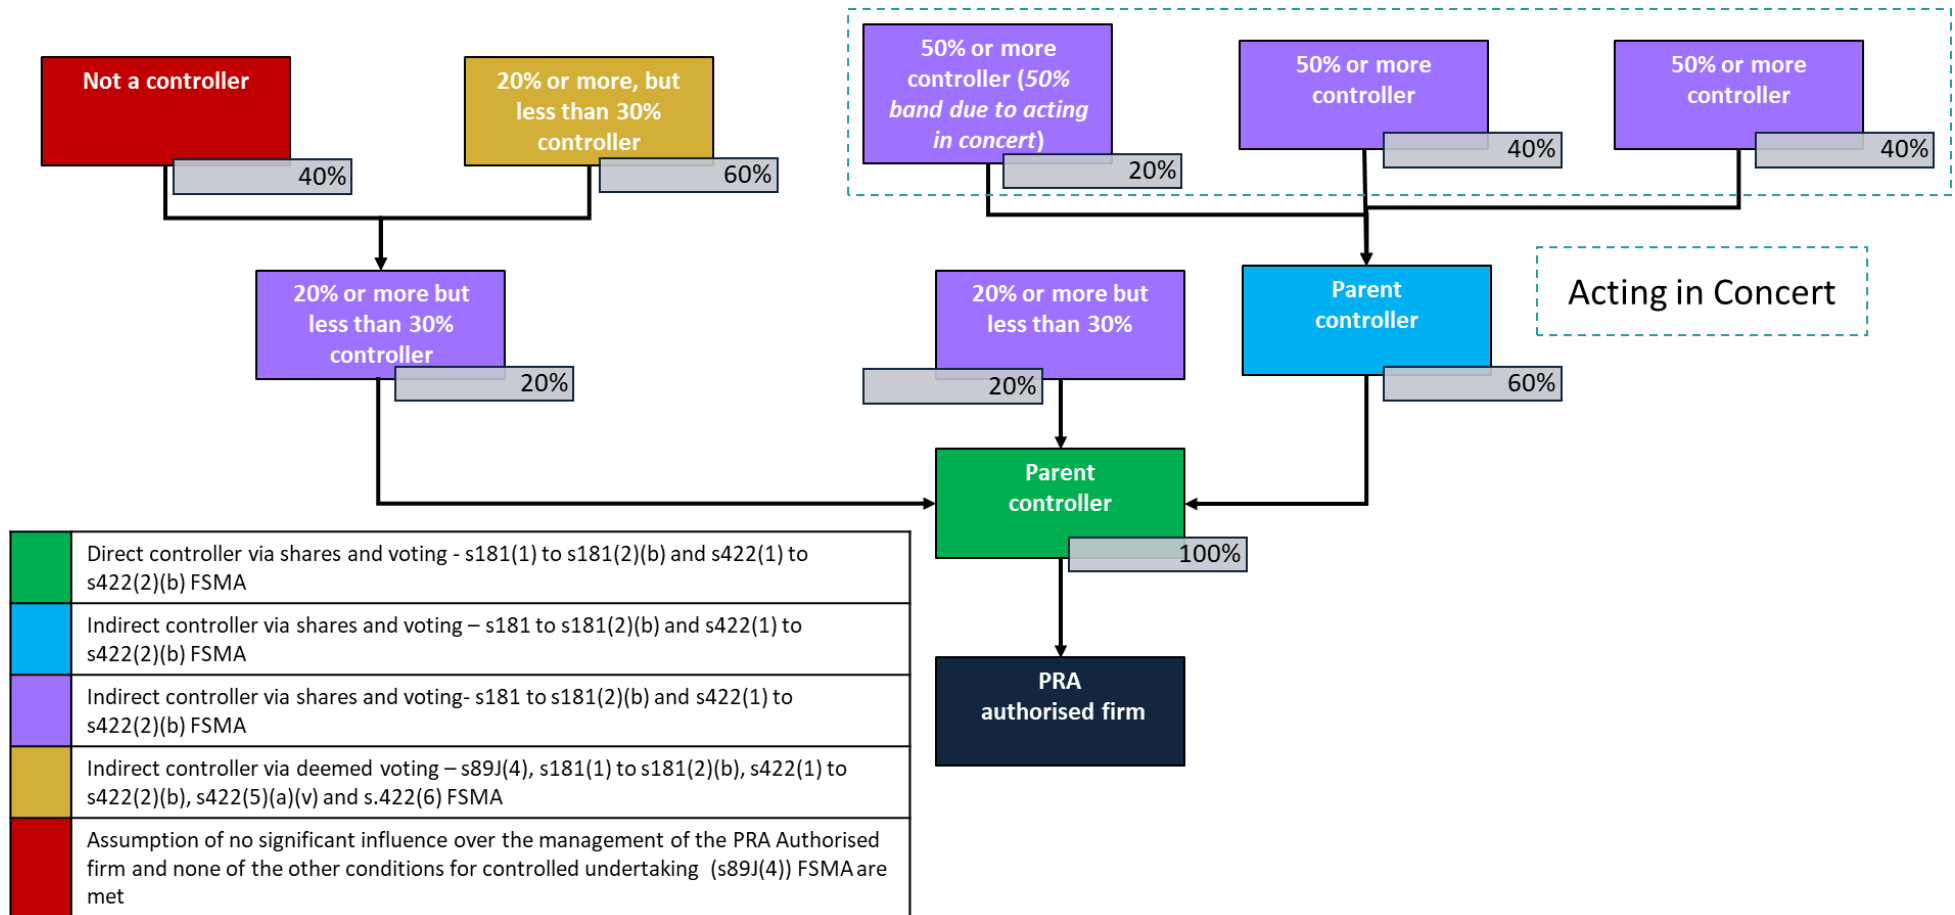 Not a controller
40%
20% or more, but
less than 30%
controller
60%
50% or more
controller (50%
band due to acting
in concert)
20%
50% or more
controller
40%
50% or more
controller
40%
20% or more but
less than 30%
controller
20%
20% or more but
less than 30%
20%
Parent
controller
60%
Acting in Concert
Parent
controller
100%
PRA
authorised firm
Direct controller via shares and voting - s181(1) to s181(2)(b) and s422(1) to
s422(2)(b) FSMA
Indirect controller via shares and voting – s181 to s181(2)(b) and s422(1) to
s422(2)(b) FSMA
Indirect controller via shares and voting- s181 to s181(2)(b) and s422(1) to
s422(2)(b) FSMA
Indirect controller via deemed voting – s89J(4), s181(1) to s181(2)(b), s422(1) to
s422(2)(b), s422(5)(a)(v) and s.422(6) FSMA
Assumption of no significant influence over the management of the PRA Authorised
firm and none of the other conditions for controlled undertaking (s89J(4)) FSMA are
met